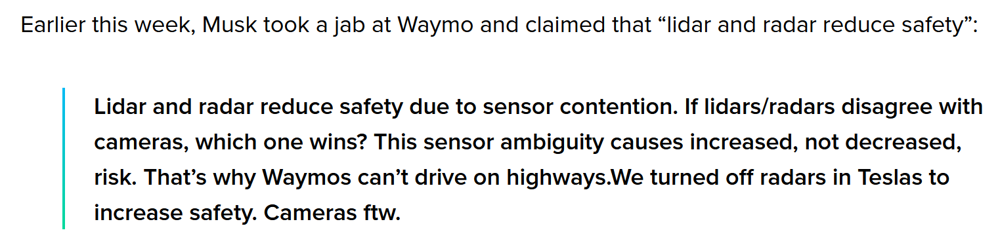 Earlier this week, Musk took a jab at Waymo and claimed that “lidar and radar reduce safety”:
Lidar and radar reduce safety due to sensor contention. If lidars/radars disagree with
cameras, which one wins? This sensor ambiguity causes increased, not decreased,
risk. That’s why Waymos can’t drive on highways.We turned off radars in Teslas to
increase safety. Cameras ftw.